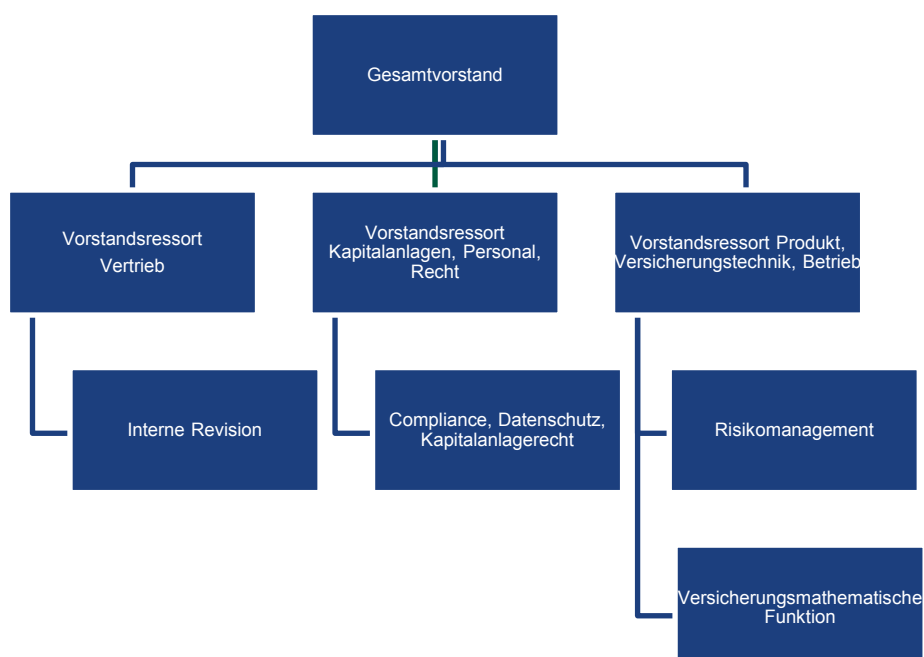 Gesamtvorstand
Vorstandsressort
Vertrieb
Vorstandsressort
Kapitalanlagen, Personal,
Recht
Vorstandsressort Produkt,
Versicherungstechnik, Betrieb
Interne Revision
Compliance, Datenschutz,
Kapitalanlagerecht
Risikomanagement
Versicherungsmathematische
Funktion